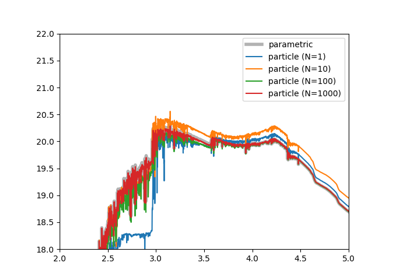 22.0
21.5
21.0
20.5
20.0
19.5
19.0
18.5
18.0
2.0 2.5 3.0 3.5 4.0 4.5 5.0
parametric
particle (N=1)
particle (N=10)
particle (N=100)
particle (N=1000)